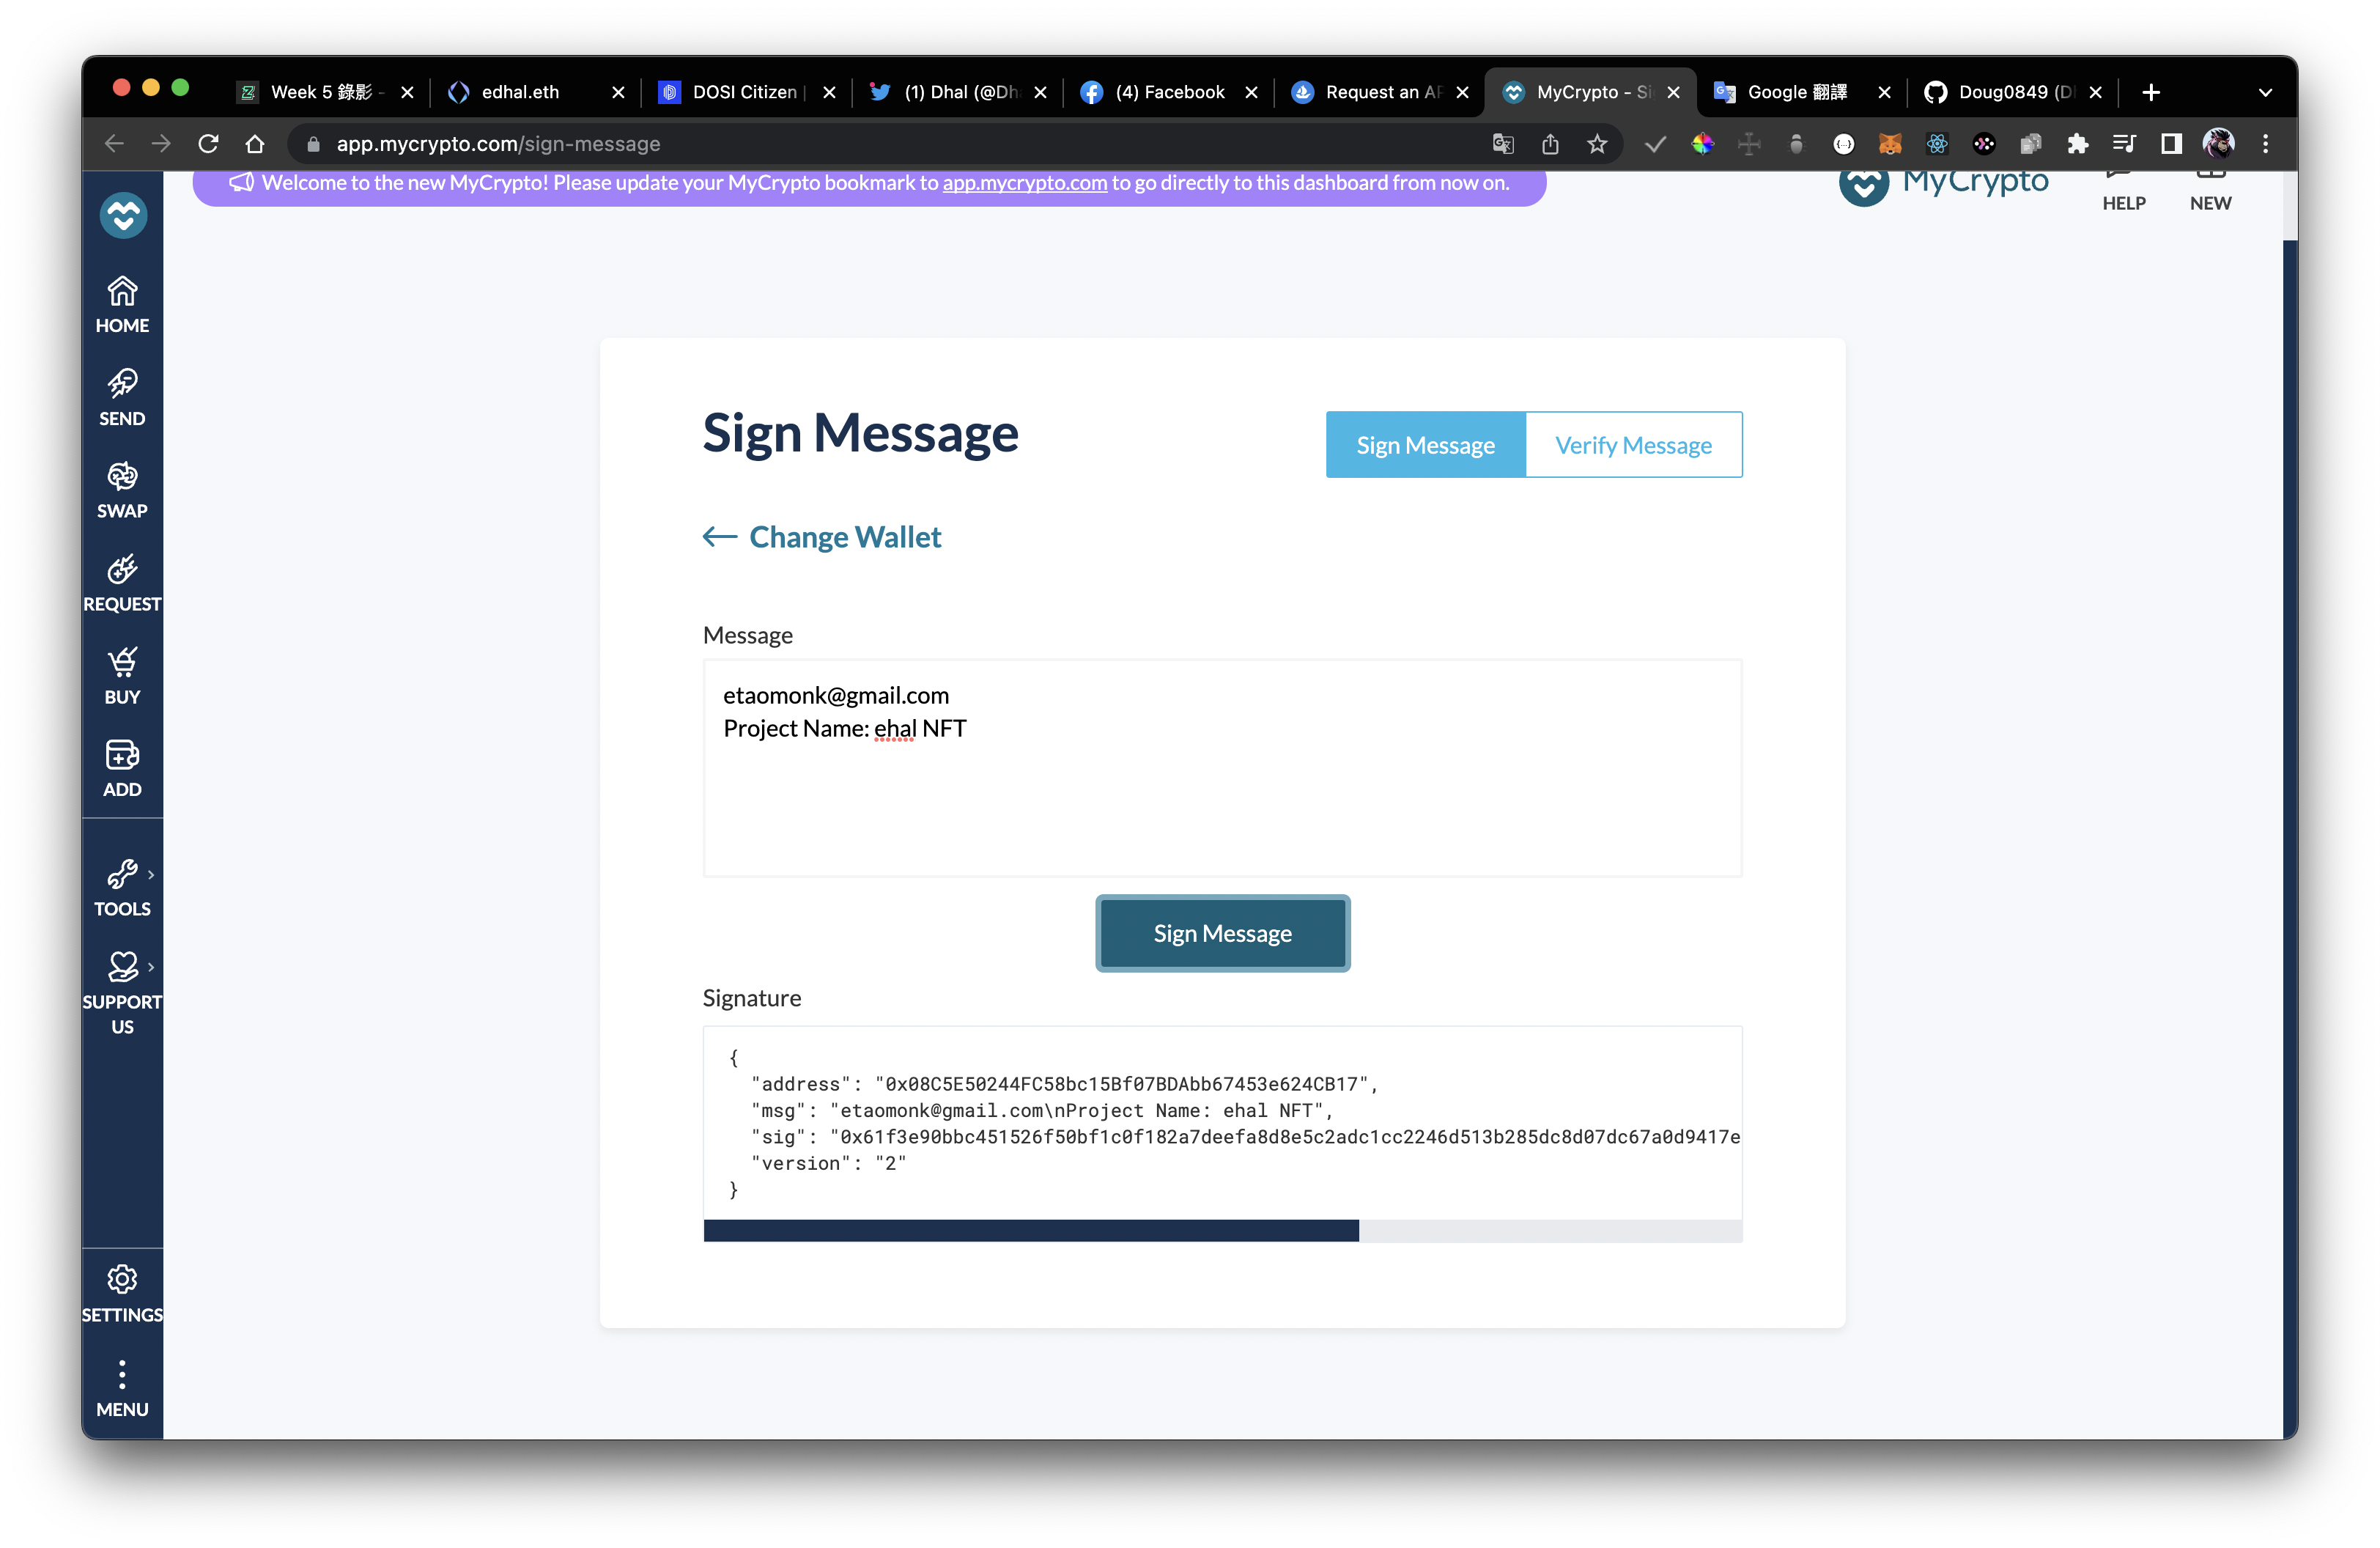 Week 5 錄影 -
edhal.eth
DOSI Citizen |
(1) Dhal (@Dh
(4) Facebook
Request an AP
MyCrypto - Si
Google 翻譯
Doug0849 (D
app.mycrypto.com/sign-message
Welcome to the new MyCrypto! Please update your MyCrypto bookmark to app.mycrypto.com to go directly to this dashboard from now on.
MyCrypto
HELP
NEW
HOME
SEND
SWAP
REQUEST
BUY
ADD
TOOLS
SUPPORT
US
SETTINGS
MENU
Sign Message
Sign Message
Verify Message
Change Wallet
Message
etaomonk@gmail.com
Project Name: ehal NFT
Sign Message
Signature
{
"address": "0x08C5E50244FC58bc15Bf07BDAbb67453e624CB17",
"msg": "etaomonk@gmail.com\nProject Name: ehal NFT",
"sig": "0x61f3e90bbc451526f50bf1c0f182a7deefa8d8e5c2adc1cc2246d513b285dc8d07dc67a0d9417e
"version": "2"
}